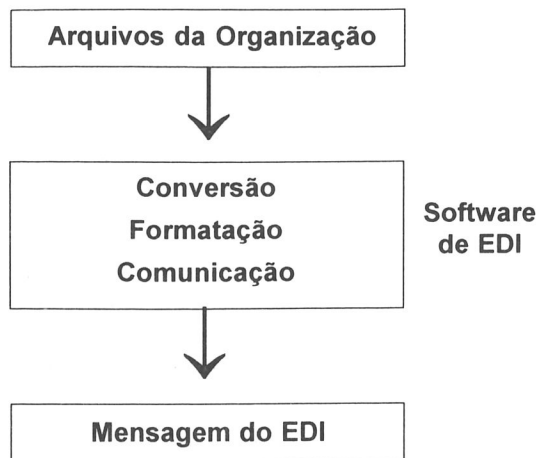 Arquivos da Organização
Conversão
Formatação
Comunicação
Software
de EDI
Mensagem do EDI